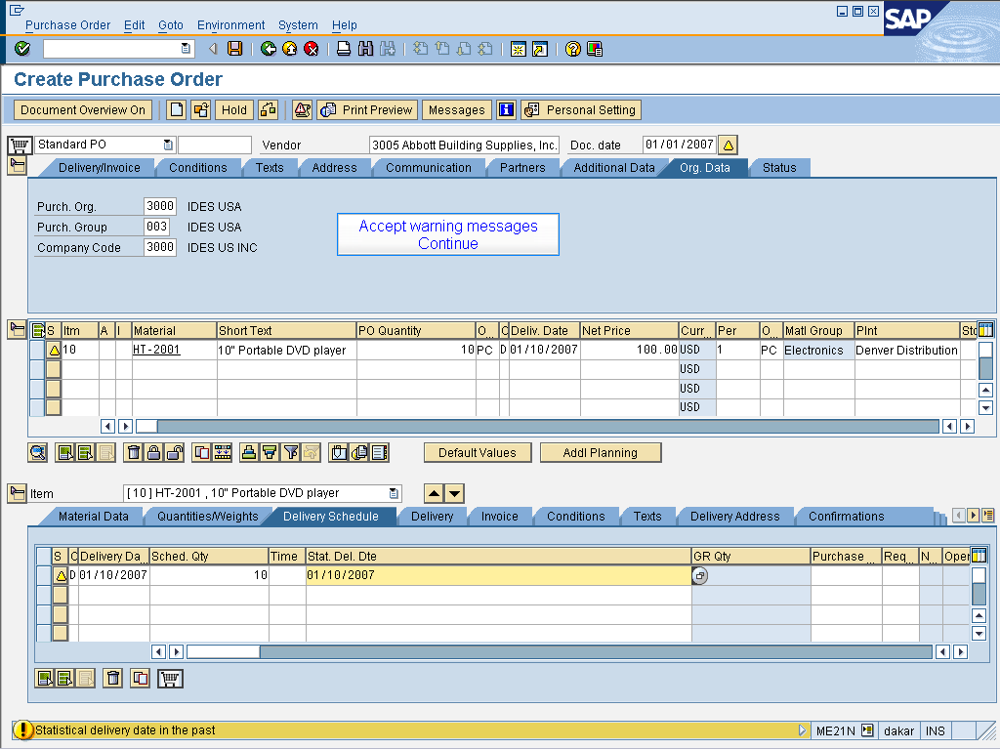 Purchase Order Edit Goto Environment System Help
SAP
Create Purchase Order
Document Overview On Hold Print Preview Messages Personal Setting
Standard PO Vendor 3005 Abbott Building Supplies, Inc. Doc. date 01/01/2007
Delivery/Invoice Conditions Texts Address Communication Partners Additional Data Org. Data Status
Purch. Org. 3000 IDES USA
Purch. Group 003 IDES USA
Company Code 3000 IDES US INC
Accept warning messages
Continue
S Itm A I Material Short Text PO Quantity O... C Deliv. Date Net Price Curr... Per O... Matl Group Plnt Sto
10 HT-2001 10" Portable DVD player 10 PC D 01/10/2007 100.00 USD 1 PC Electronics Denver Distribution
USD
USD
USD
Default Values Addl Planning
Item [ 10 ] HT-2001 , 10" Portable DVD player
Material Data Quantities/Weights Delivery Schedule Delivery Invoice Conditions Texts Delivery Address Confirmations
S C Delivery Da... Sched. Qty Time Stat. Del. Dte GR Qty Purchase ... Req... N... Open
D 01/10/2007 10 01/10/2007
Statistical delivery date in the past ME21N dakar INS